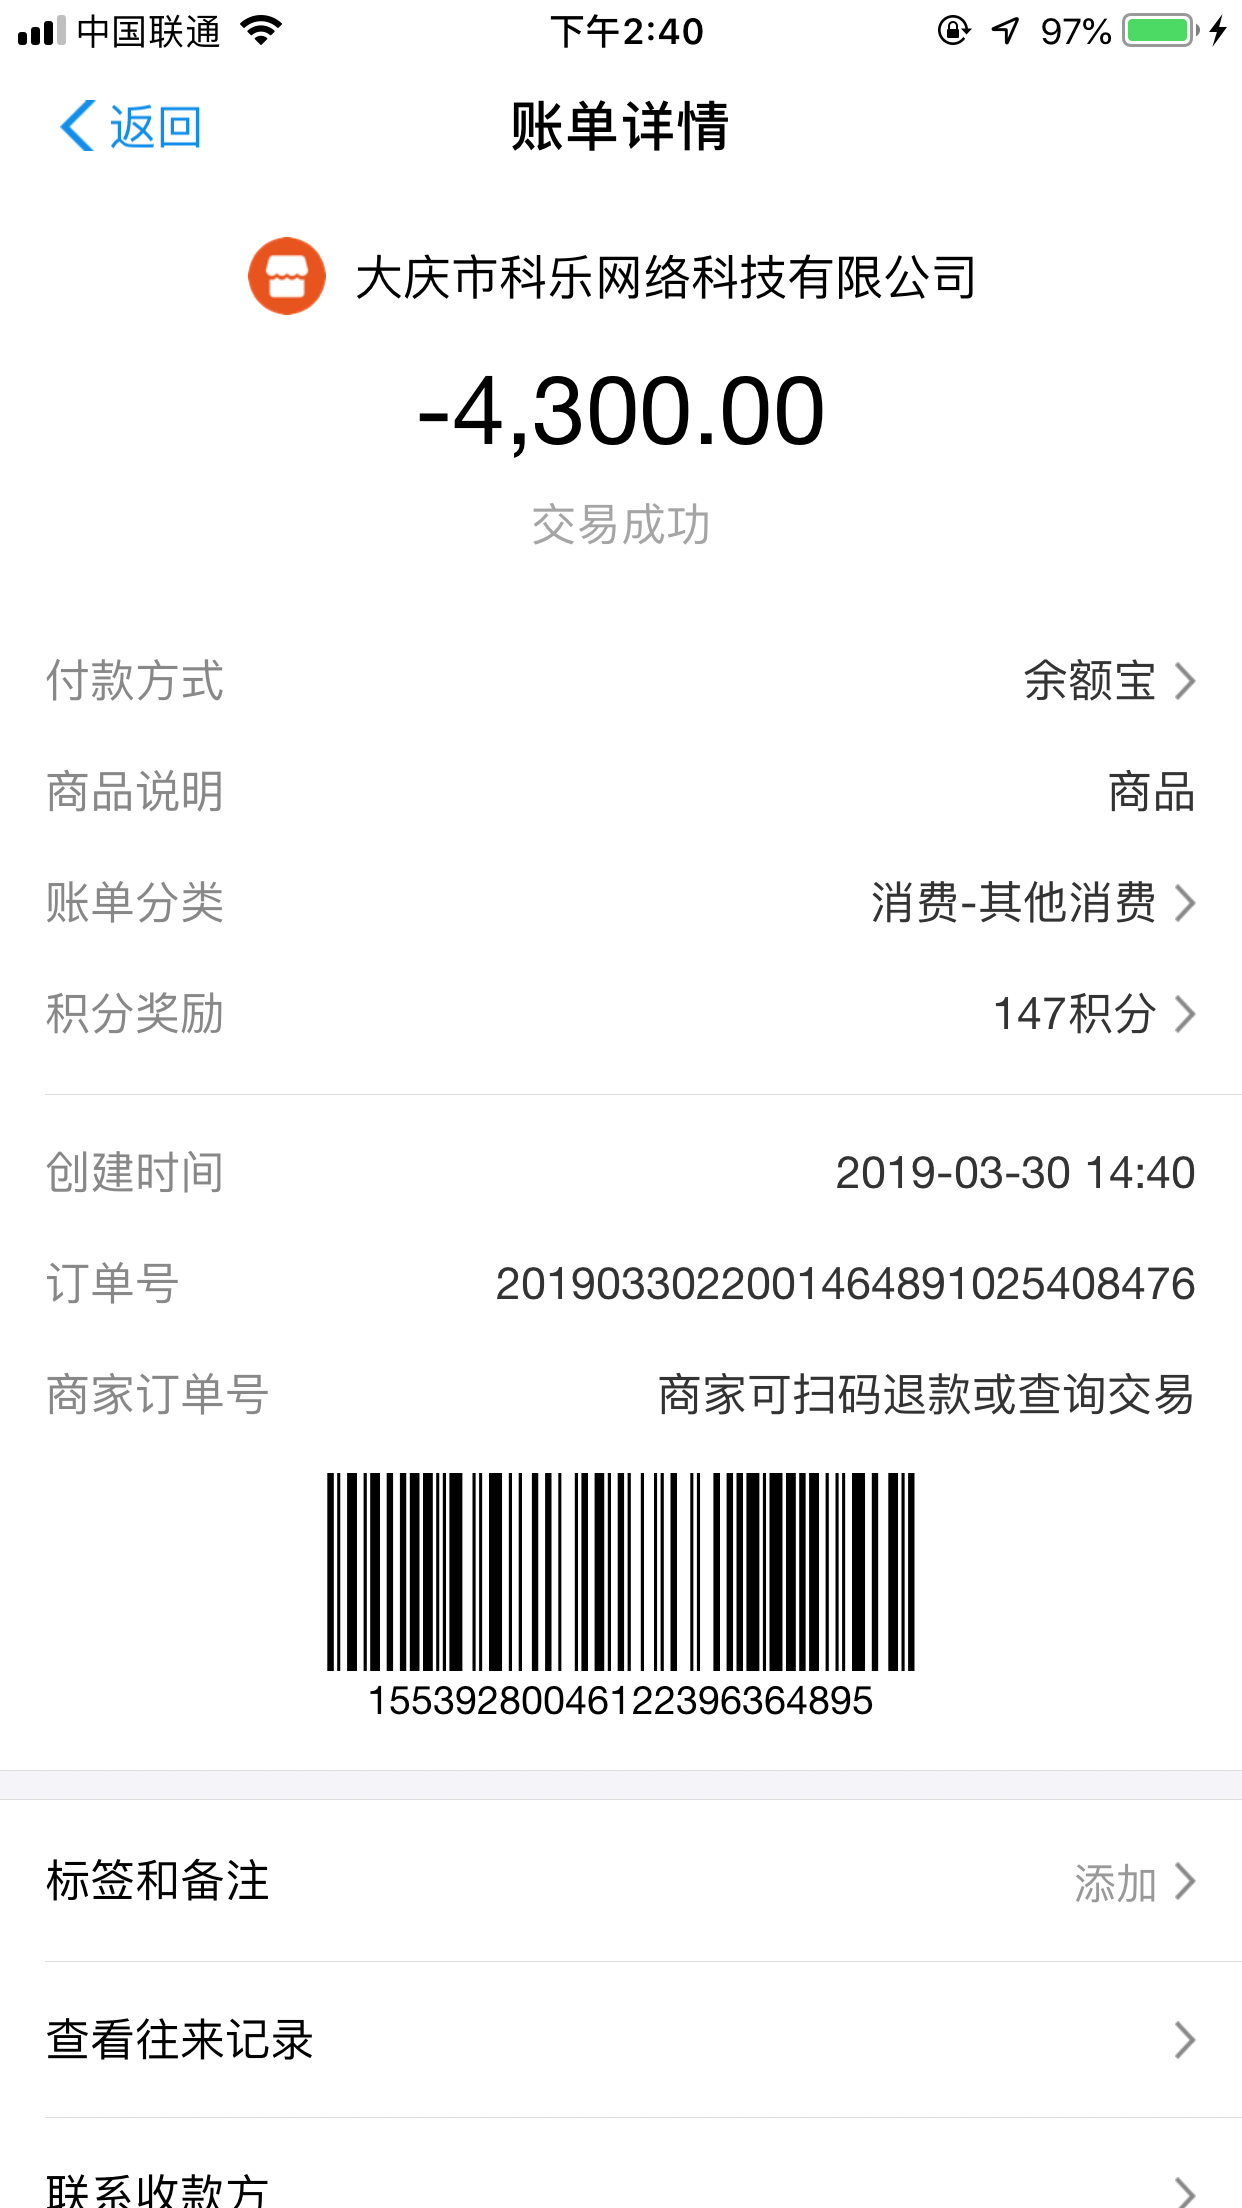 中国联通 下午2:40 97%
返回 账单详情
大庆市科乐网络科技有限公司
-4,300.00
交易成功
付款方式 余额宝
商品说明 商品
账单分类 消费-其他消费
积分奖励 147积分
创建时间 2019-03-30 14:40
订单号 2019033022001464891025408476
商家订单号 商家可扫码退款或查询交易
155392800461223963​64895
标签和备注 添加
查看往来记录
联系收款方